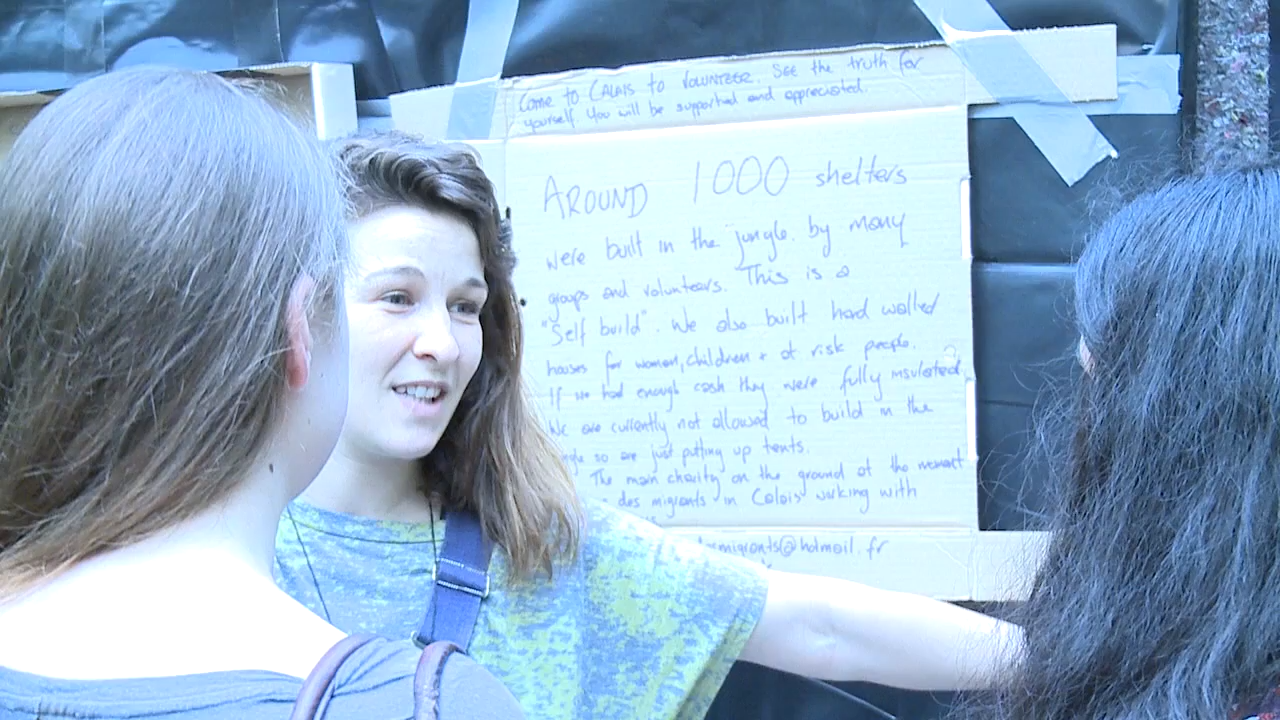 Come to CALAIS to VOLUNTEER. See the truth for
yourself. You will be supported and appreciated.
AROUND 1000 shelters
were built in the jungle. by many
groups and volunteers. This is a
"Self build". We also built hard walled
houses for women, children + at risk people.
If we had enough cash they were fully insulated.
We are currently not allowed to build in the
so are just putting up tents.
The main charity on the ground at the moment
des migrants in Calais working with
migrants@hotmail.fr